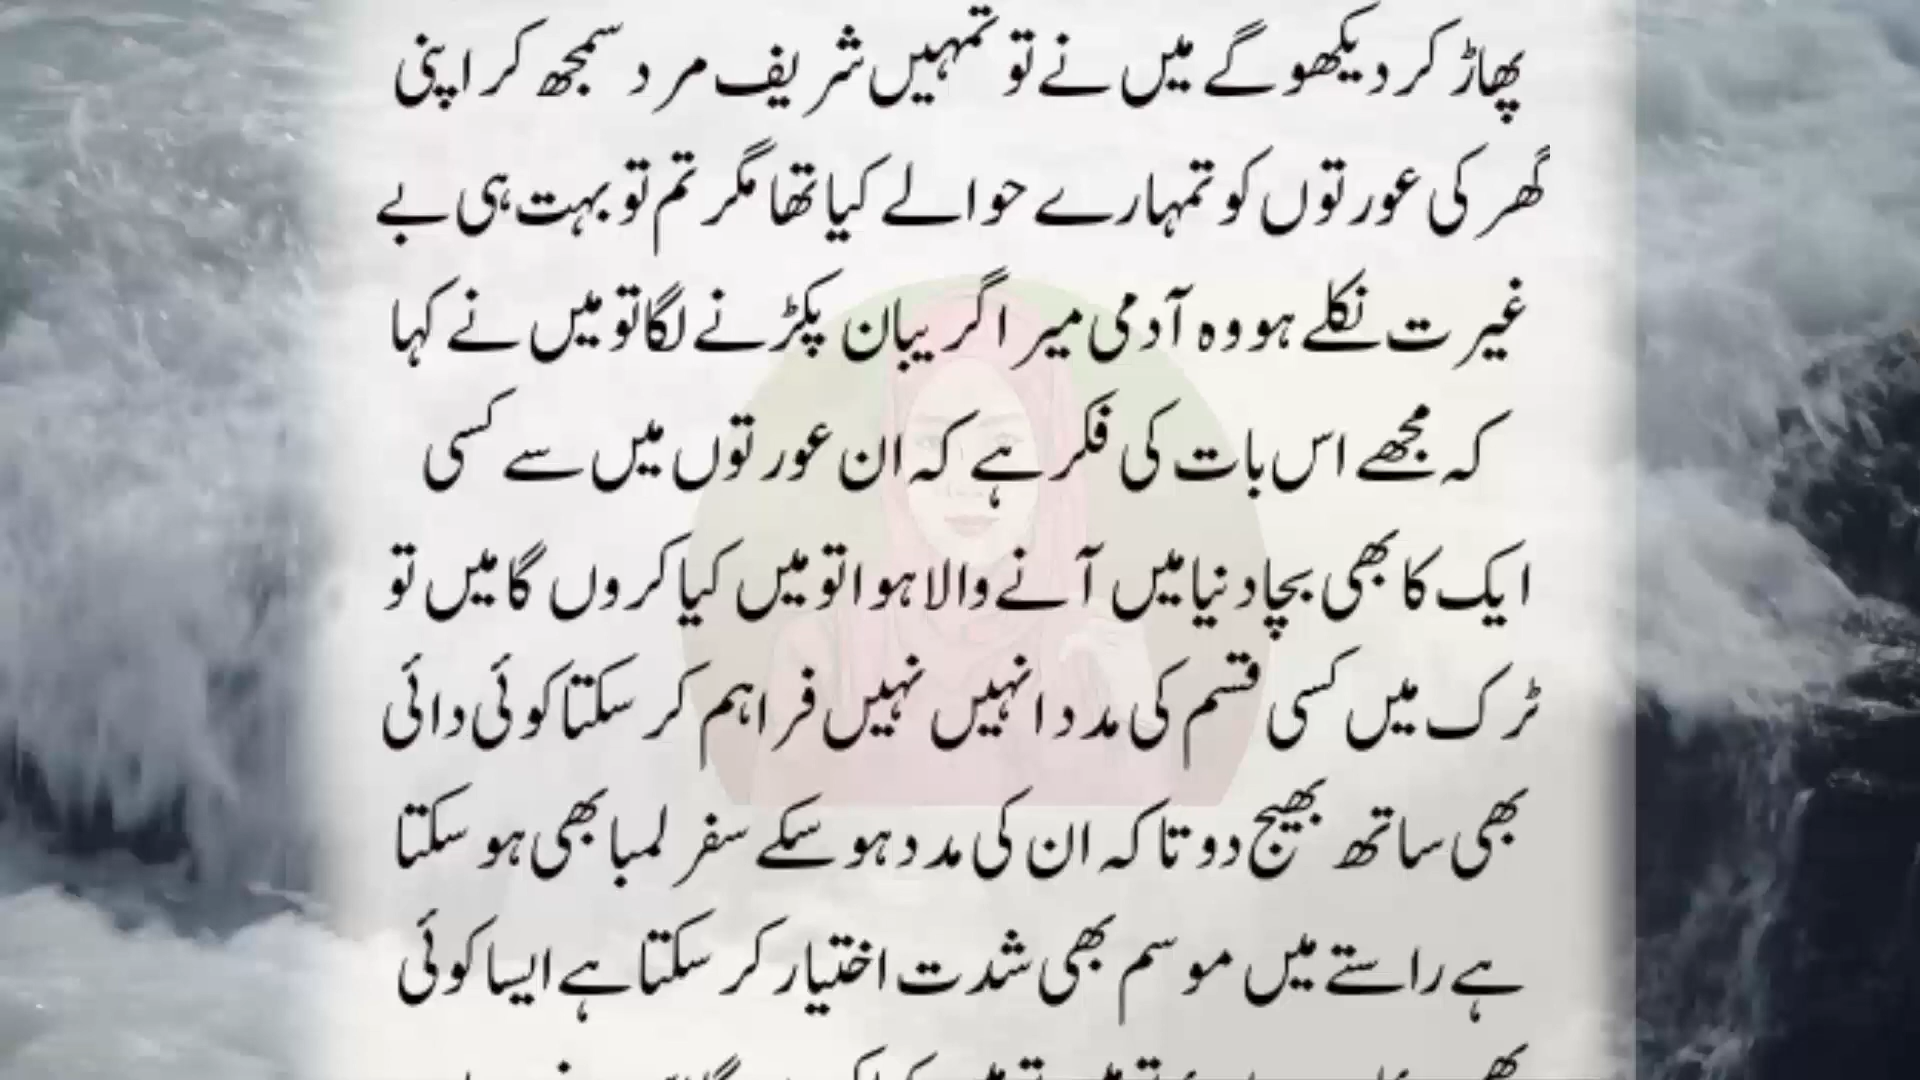 پھاڑ کر دیکھو گے میں نے تو تمہیں شریف مرد سمجھ کر اپنی
گھر کی عورتوں کو تمہارے حوالے کیا تھا مگر تم تو بہت ہی بے
غیرت نکلے ہو وہ آدمی میرا گریبان پکڑنے لگا تو میں نے کہا
کہ مجھے اس بات کی فکر ہے کہ ان عورتوں میں سے کسی
ایک کا بھی بچا دنیا میں آنے والا ہوا تو میں کیا کروں گا میں تو
ٹرک میں کسی قسم کی مدد انہیں نہیں فراہم کر سکتا کوئی دائی
بھی ساتھ بھیج دو تاکہ ان کی مدد ہو سکے سفر لمبا بھی ہو سکتا
ہے راستے میں موسم بھی شدت اختیار کر سکتا ہے ایسا کوئی